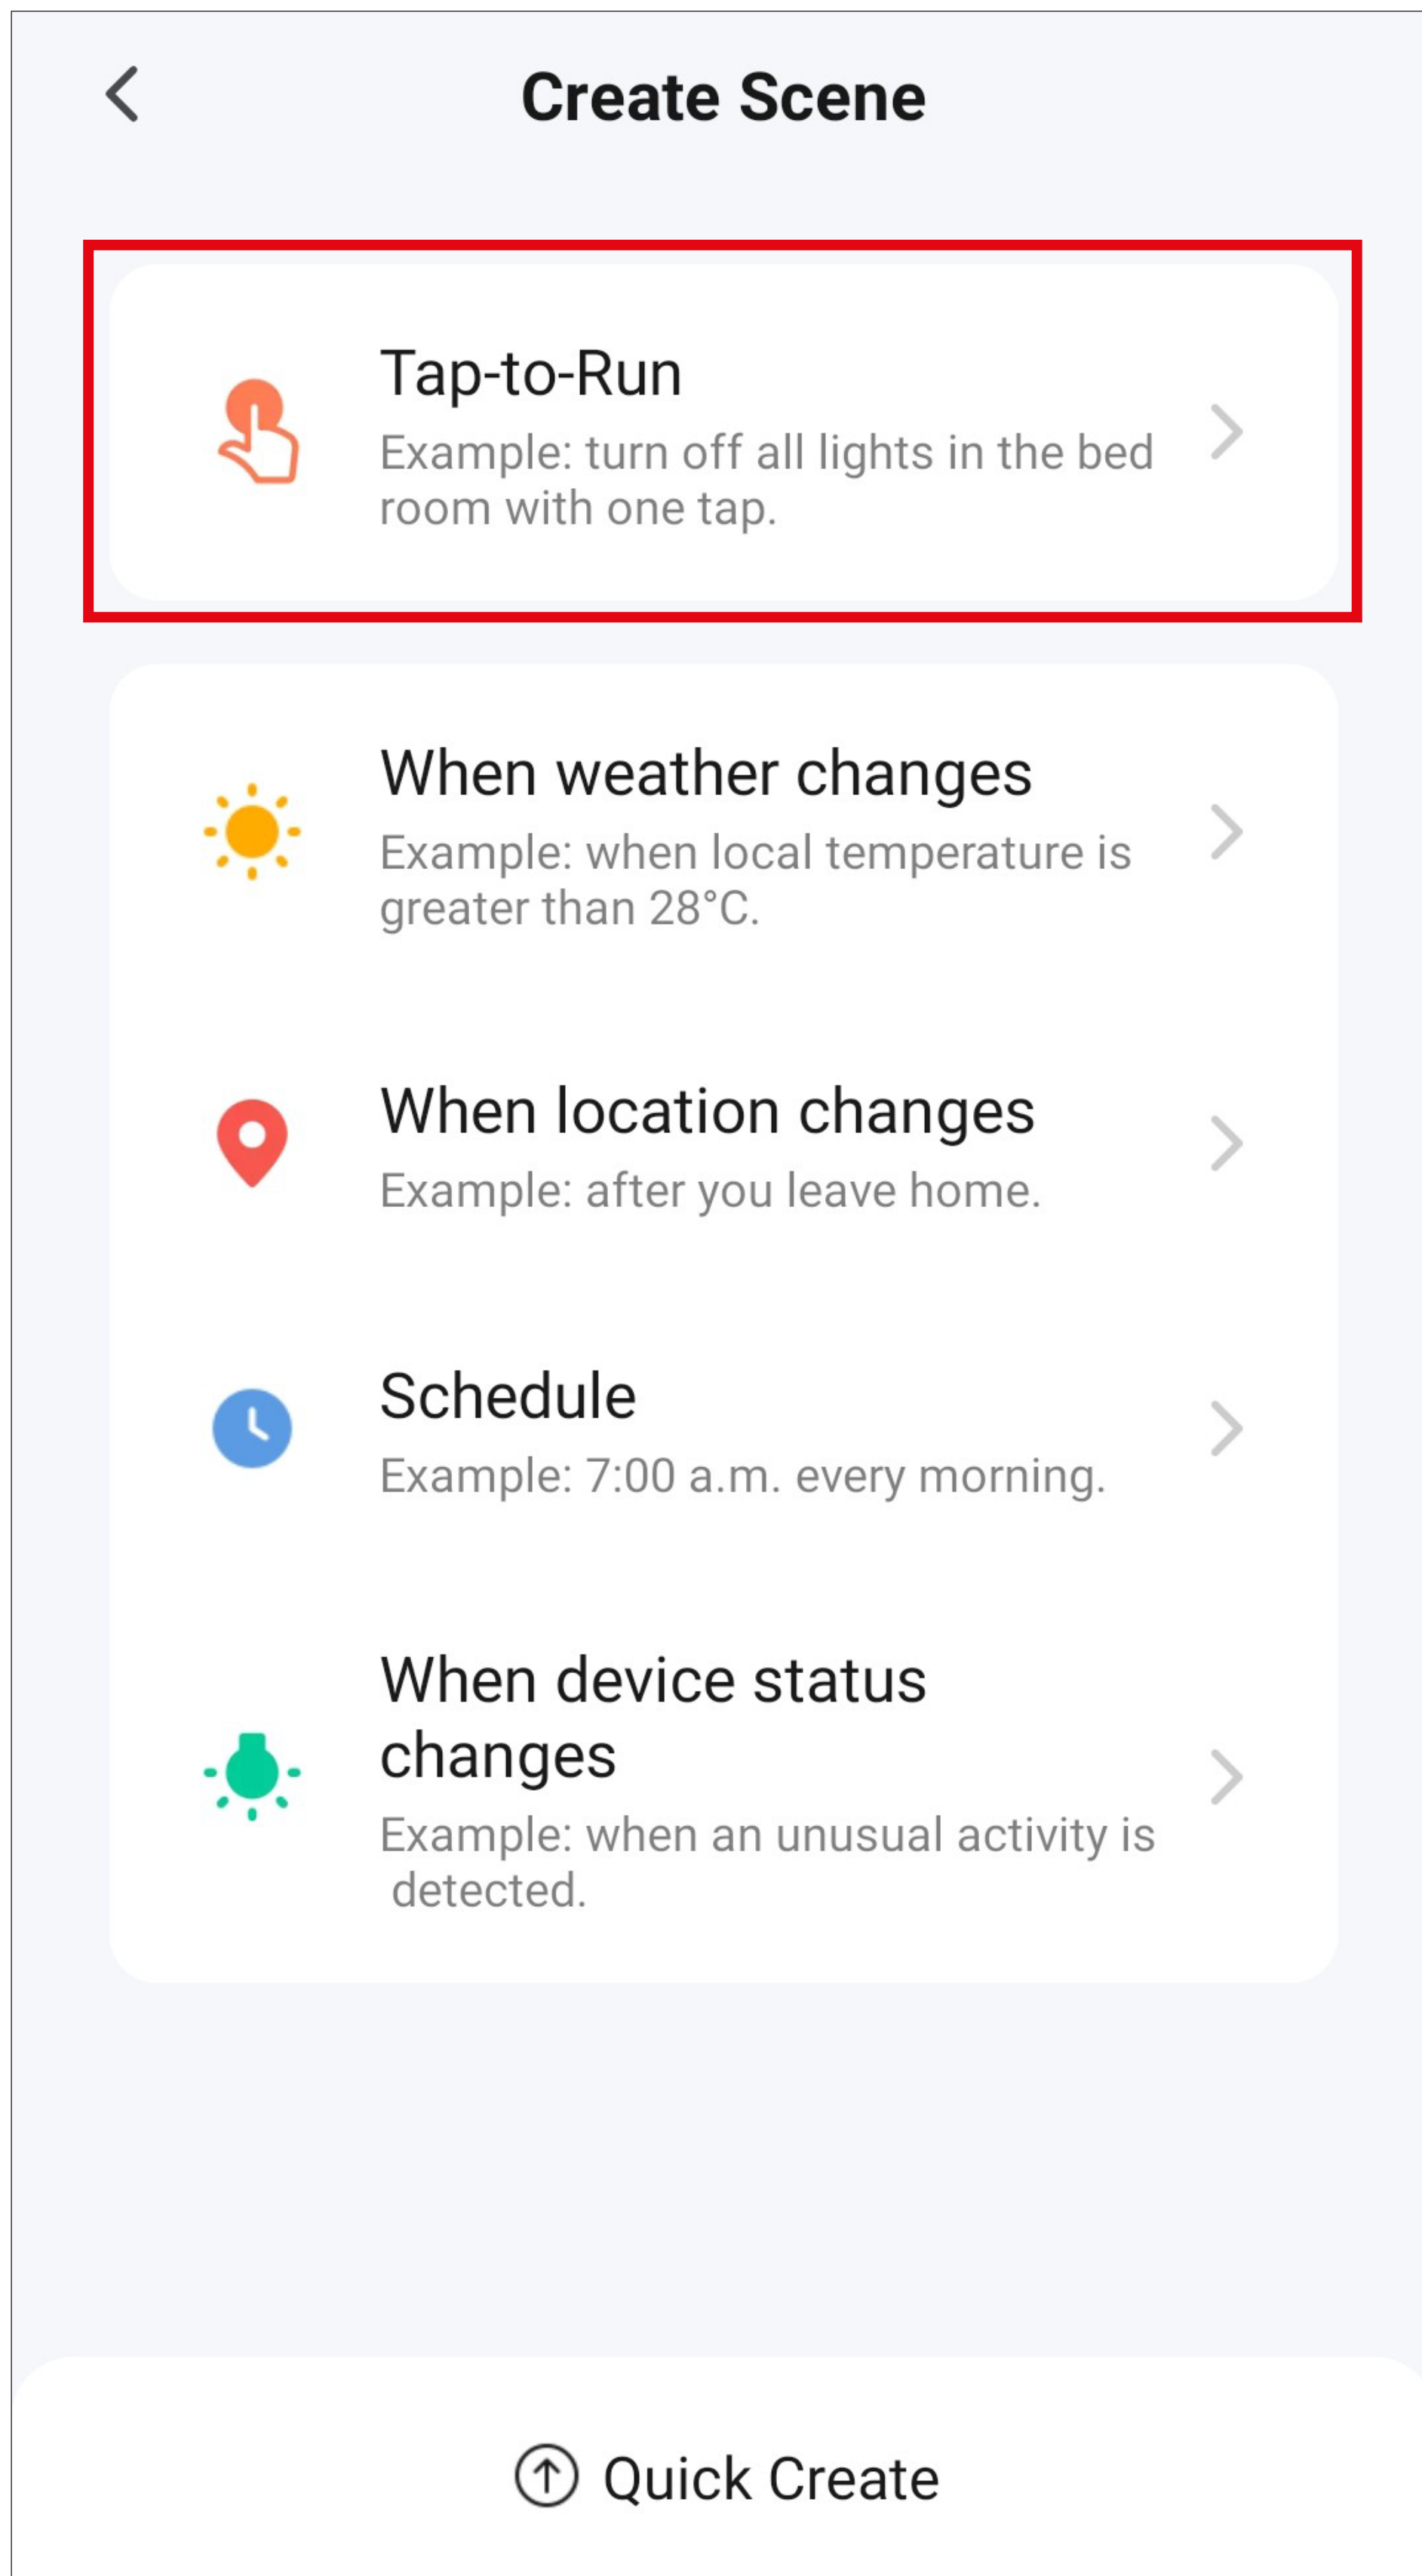 Create Scene
Tap-to-Run
Example: turn off all lights in the bed
room with one tap.
When weather changes
Example: when local temperature is
greater than 28°C.
When location changes
Example: after you leave home.
Schedule
Example: 7:00 a.m. every morning.
When device status
changes
Example: when an unusual activity is
detected.
Quick Create